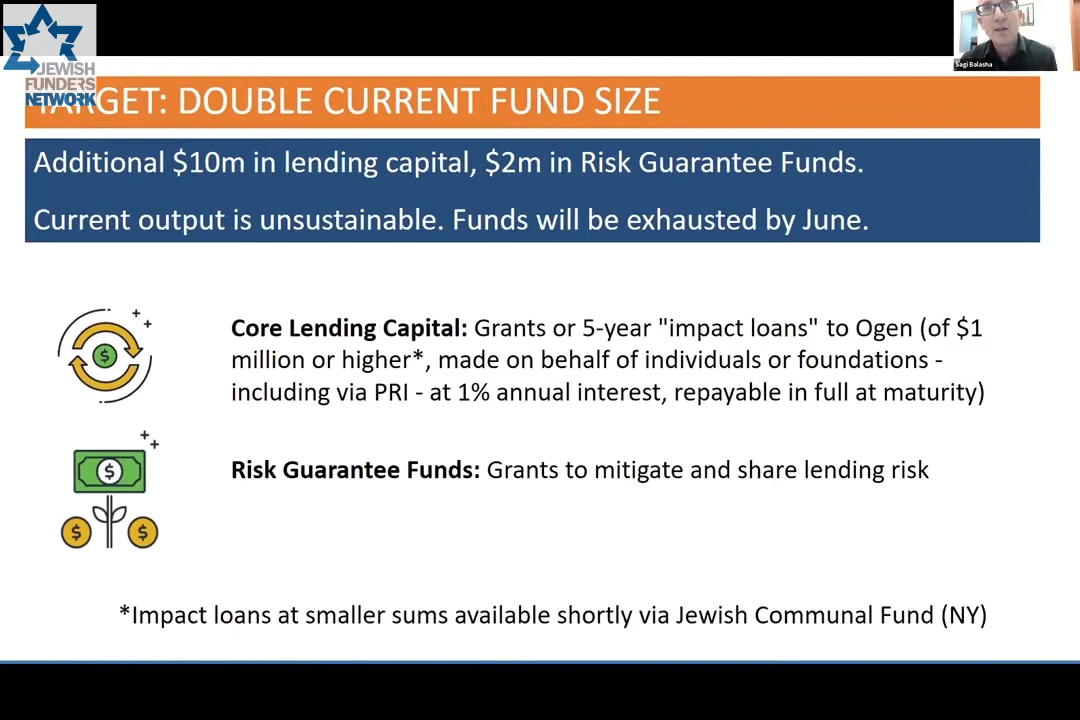 JEWISH
FUNDERS
NETWORK
Sagi Balasha
TARGET: DOUBLE CURRENT FUND SIZE
Additional $10m in lending capital, $2m in Risk Guarantee Funds.
Current output is unsustainable. Funds will be exhausted by June.
Core Lending Capital: Grants or 5-year "impact loans" to Ogen (of $1
million or higher*, made on behalf of individuals or foundations -
including via PRI - at 1% annual interest, repayable in full at maturity)
Risk Guarantee Funds: Grants to mitigate and share lending risk
*Impact loans at smaller sums available shortly via Jewish Communal Fund (NY)